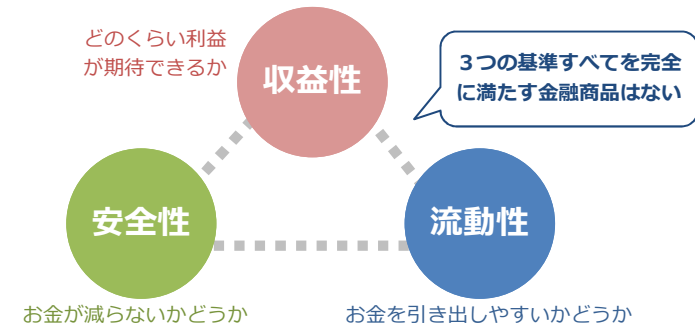 どのくらい利益
が期待できるか
収益性
３つの基準すべてを完全
に満たす金融商品はない
安全性
流動性
お金が減らないかどうか
お金を引き出しやすいかどうか